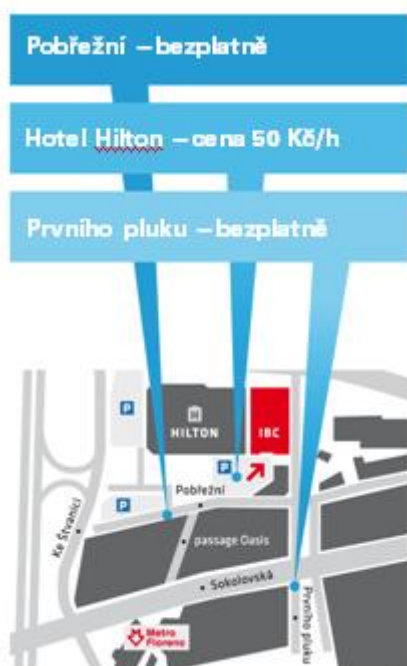 Pobřežní – bezplatně
Hotel Hilton – cena 50 Kč/h
Prvního pluku – bezplatně
P
HILTON
IBC
P
Pobřežní
P
Ke Štvanici
passage Oasis
Sokolovská
Prvního pluku
Metro
Florenc